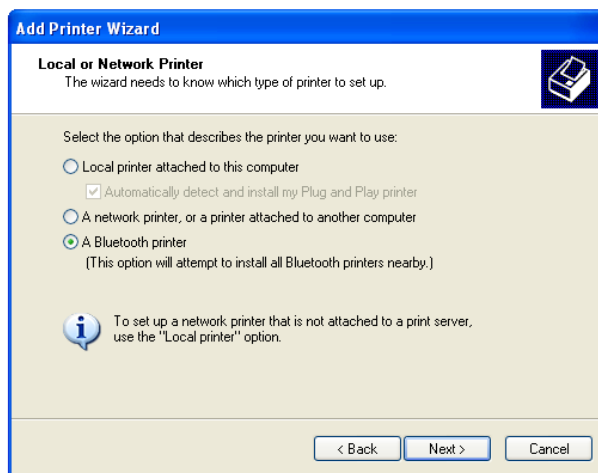 Add Printer Wizard
Local or Network Printer
The wizard needs to know which type of printer to set up.
Select the option that describes the printer you want to use:
Local printer attached to this computer
Automatically detect and install my Plug and Play printer
A network printer, or a printer attached to another computer
A Bluetooth printer
(This option will attempt to install all Bluetooth printers nearby.)
To set up a network printer that is not attached to a print server,
use the "Local printer" option.
< Back Next > Cancel